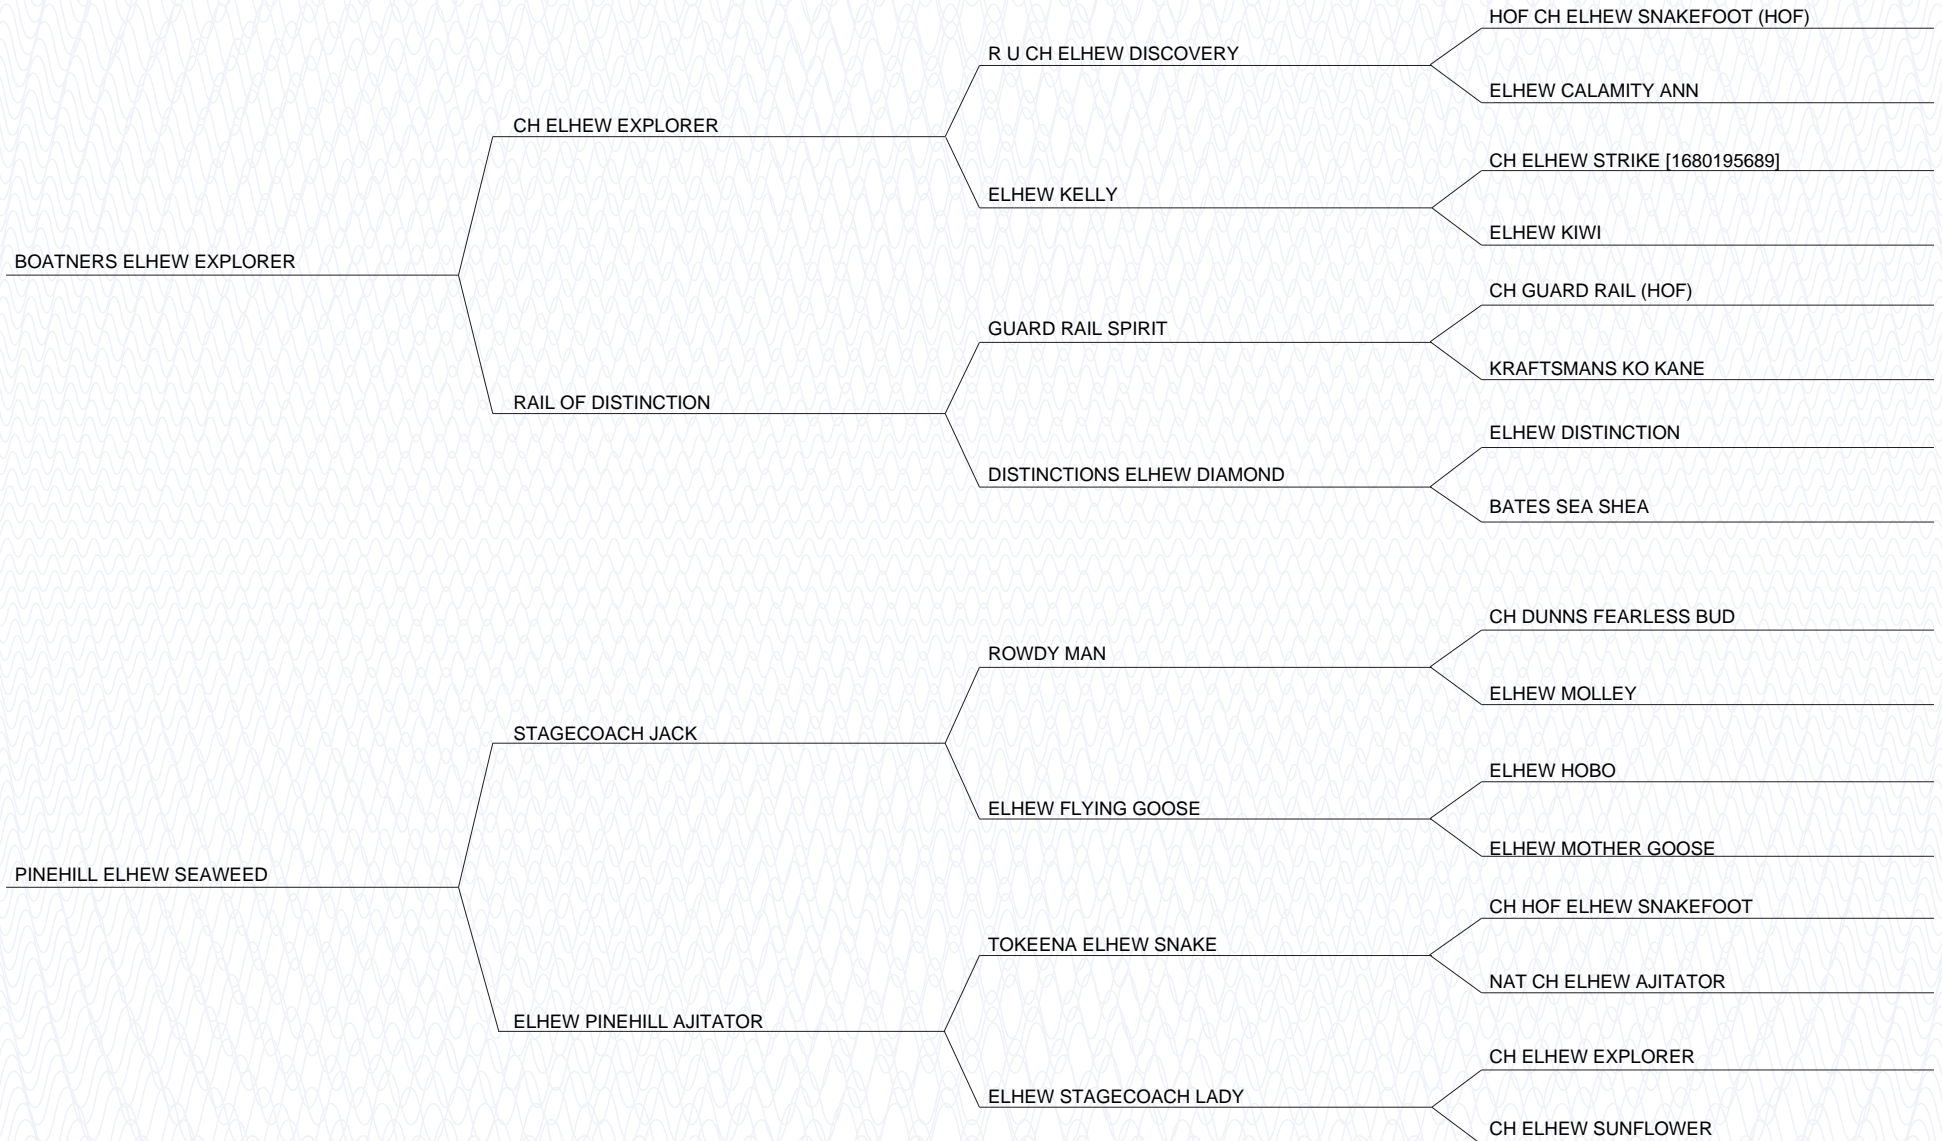 HOF CH ELHEW SNAKEFOOT (HOF)
R U CH ELHEW DISCOVERY
ELHEW CALAMITY ANN
CH ELHEW EXPLORER
CH ELHEW STRIKE [1680195689]
ELHEW KELLY
ELHEW KIWI
BOATNERS ELHEW EXPLORER
CH GUARD RAIL (HOF)
GUARD RAIL SPIRIT
KRAFTSMANS KO KANE
RAIL OF DISTINCTION
ELHEW DISTINCTION
DISTINCTIONS ELHEW DIAMOND
BATES SEA SHEA
CH DUNNS FEARLESS BUD
ROWDY MAN
ELHEW MOLLEY
STAGECOACH JACK
ELHEW HOBO
ELHEW FLYING GOOSE
ELHEW MOTHER GOOSE
PINEHILL ELHEW SEAWEED
CH HOF ELHEW SNAKEFOOT
TOKEENA ELHEW SNAKE
NAT CH ELHEW AJITATOR
ELHEW PINEHILL AJITATOR
CH ELHEW EXPLORER
ELHEW STAGECOACH LADY
CH ELHEW SUNFLOWER